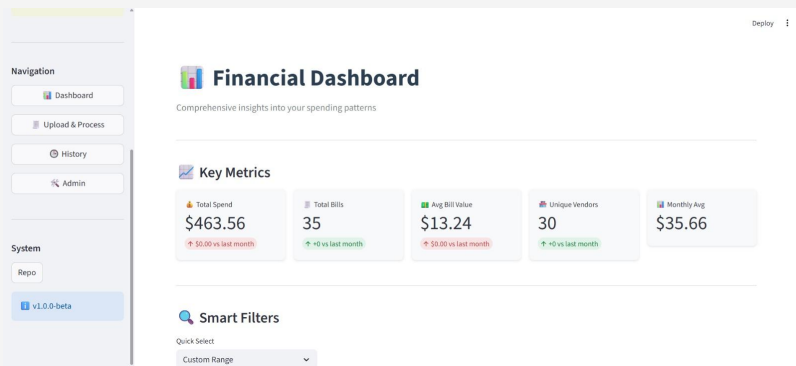 Deploy
Navigation
Dashboard
Upload & Process
History
Admin
System
Repo
v1.0.0-beta
Financial Dashboard
Comprehensive insights into your spending patterns
Key Metrics
Total Spend
$463.56
↑ $0.00 vs last month
Total Bills
35
↑ +0 vs last month
Avg Bill Value
$13.24
↑ $0.00 vs last month
Unique Vendors
30
↑ +0 vs last month
Monthly Avg
$35.66
Smart Filters
Quick Select
Custom Range